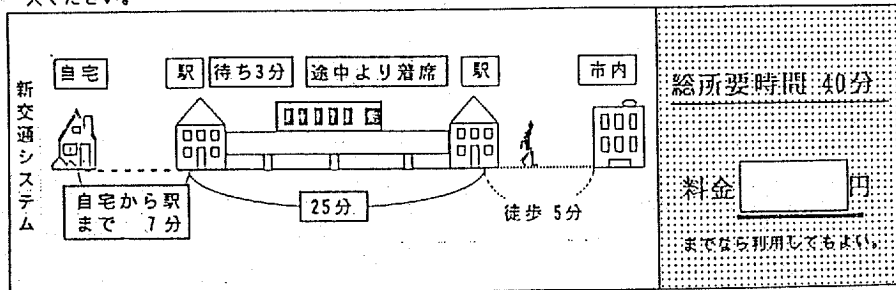 入ください。
新交通システム
自宅
駅
待ち3分
途中より着席
駅
市内
自宅から駅
まで 7分
25分
徒歩 5分
総所要時間 40分
料金 円
までなら利用してもよい。